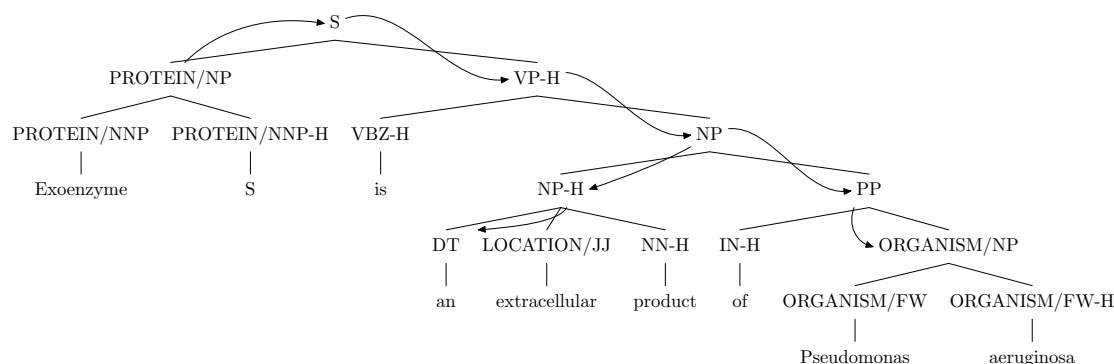 S
PROTEIN/NP VP-H
PROTEIN/NNP PROTEIN/NNP-H VBZ-H NP
Exoenzyme S is NP-H PP
DT LOCATION/JJ NN-H IN-H ORGANISM/NP
an extracellular product of ORGANISM/FW ORGANISM/FW-H
Pseudomonas aeruginosa